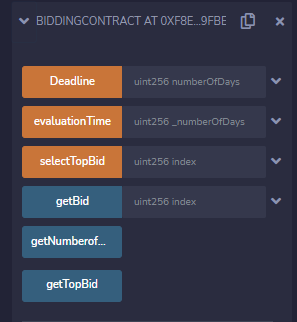 BIDDINGCONTRACT AT 0XF8E...9FBE
Deadline uint256 numberOfDays
evaluationTime uint256 _numberOfDays
selectTopBid uint256 index
getBid uint256 index
getNumberof...
getTopBid